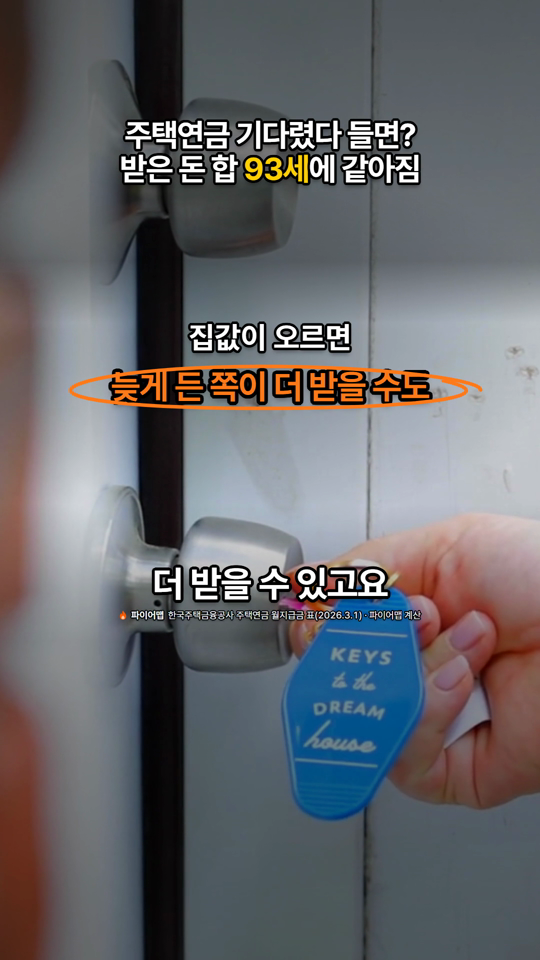 주택연금 기다렸다 들면?
받은 돈 합 93세에 같아짐
집값이 오르면
늦게 든 쪽이 더 받을 수도
더 받을 수 있고요
파이어맵 한국주택금융공사 주택연금 월지급금 표(2026.3.1) · 파이어맵 계산
KEYS
to the
DREAM
house